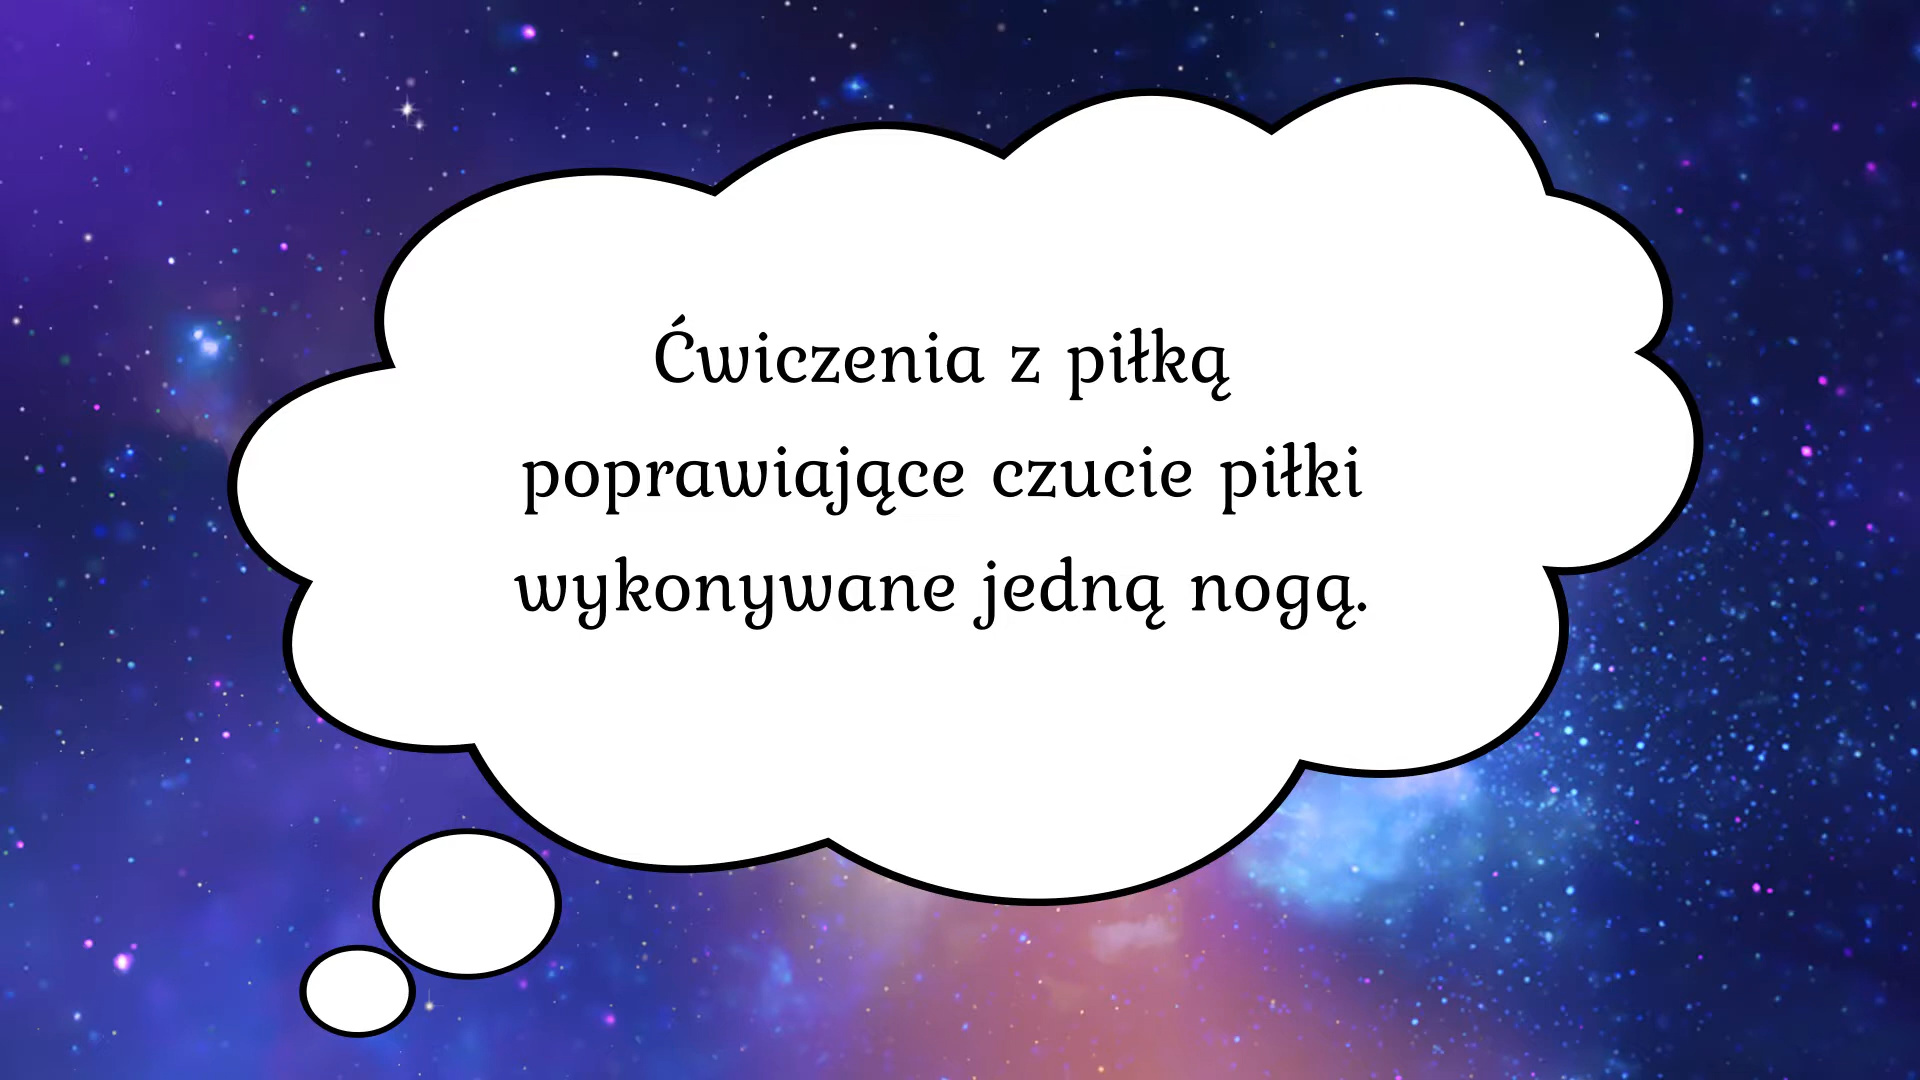 Ćwiczenia z piłką
poprawiające czucie piłki
wykonywane jedną nogą.